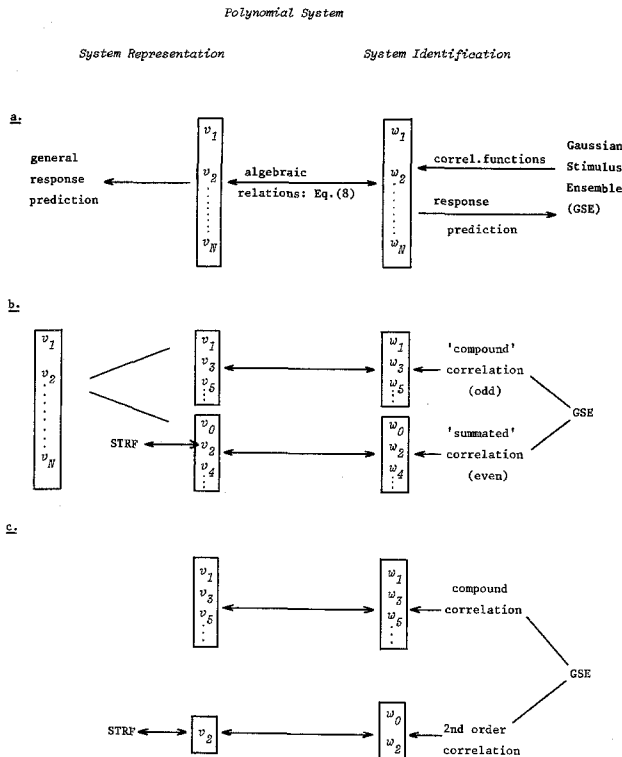 Polynomial System
System Representation
System Identification
a.
general
response
prediction
v1
v2
vN
algebraic
relations: Eq.(8)
w1
w2
wN
correl.functions
response
prediction
Gaussian
Stimulus
Ensemble
(GSE)
b.
v1
v2
vN
v1
v3
v5
w1
w3
w5
'compound'
correlation
(odd)
GSE
STRF
v0
v2
v4
w0
w2
w4
'summated'
correlation
(even)
c.
v1
v3
v5
w1
w3
w5
compound
correlation
GSE
STRF
v2
w0
w2
2nd order
correlation